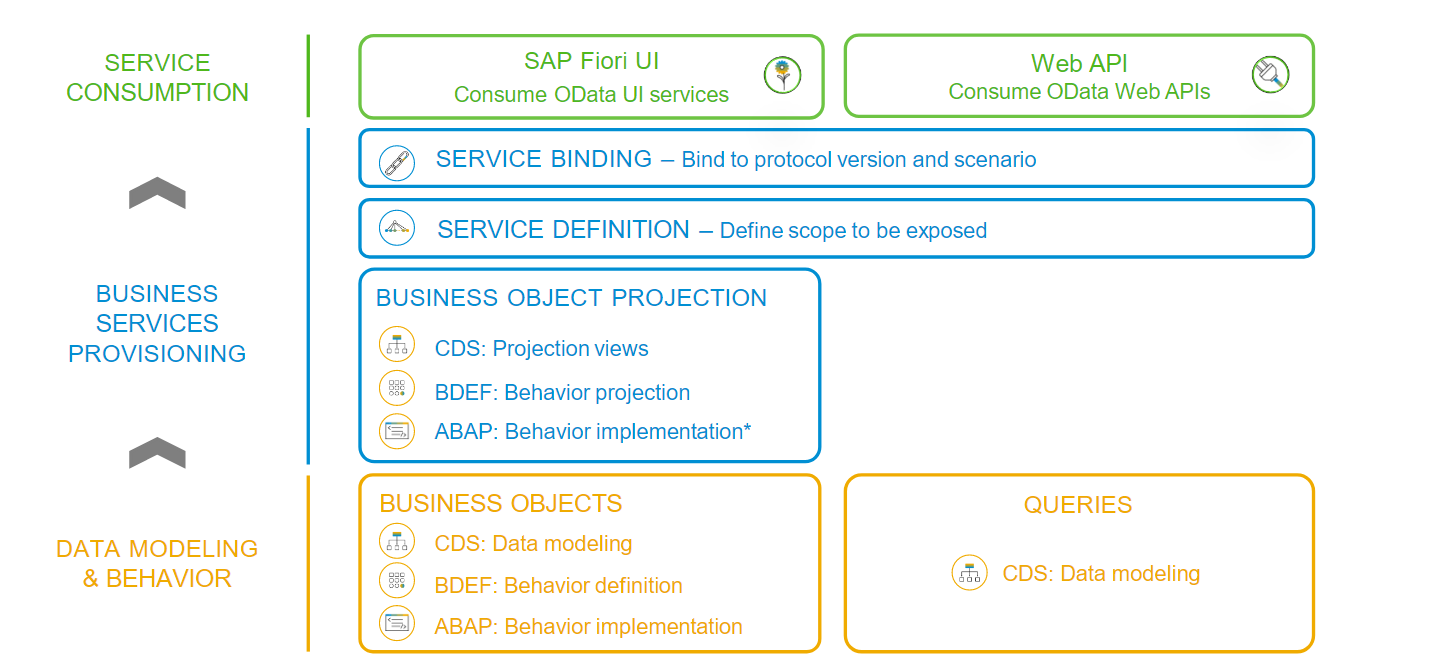 SERVICE
CONSUMPTION
SAP Fiori UI
Consume OData UI services
Web API
Consume OData Web APIs
SERVICE BINDING – Bind to protocol version and scenario
SERVICE DEFINITION – Define scope to be exposed
BUSINESS
SERVICES
PROVISIONING
BUSINESS OBJECT PROJECTION
CDS: Projection views
BDEF: Behavior projection
ABAP: Behavior implementation*
DATA MODELING
& BEHAVIOR
BUSINESS OBJECTS
CDS: Data modeling
BDEF: Behavior definition
ABAP: Behavior implementation
QUERIES
CDS: Data modeling